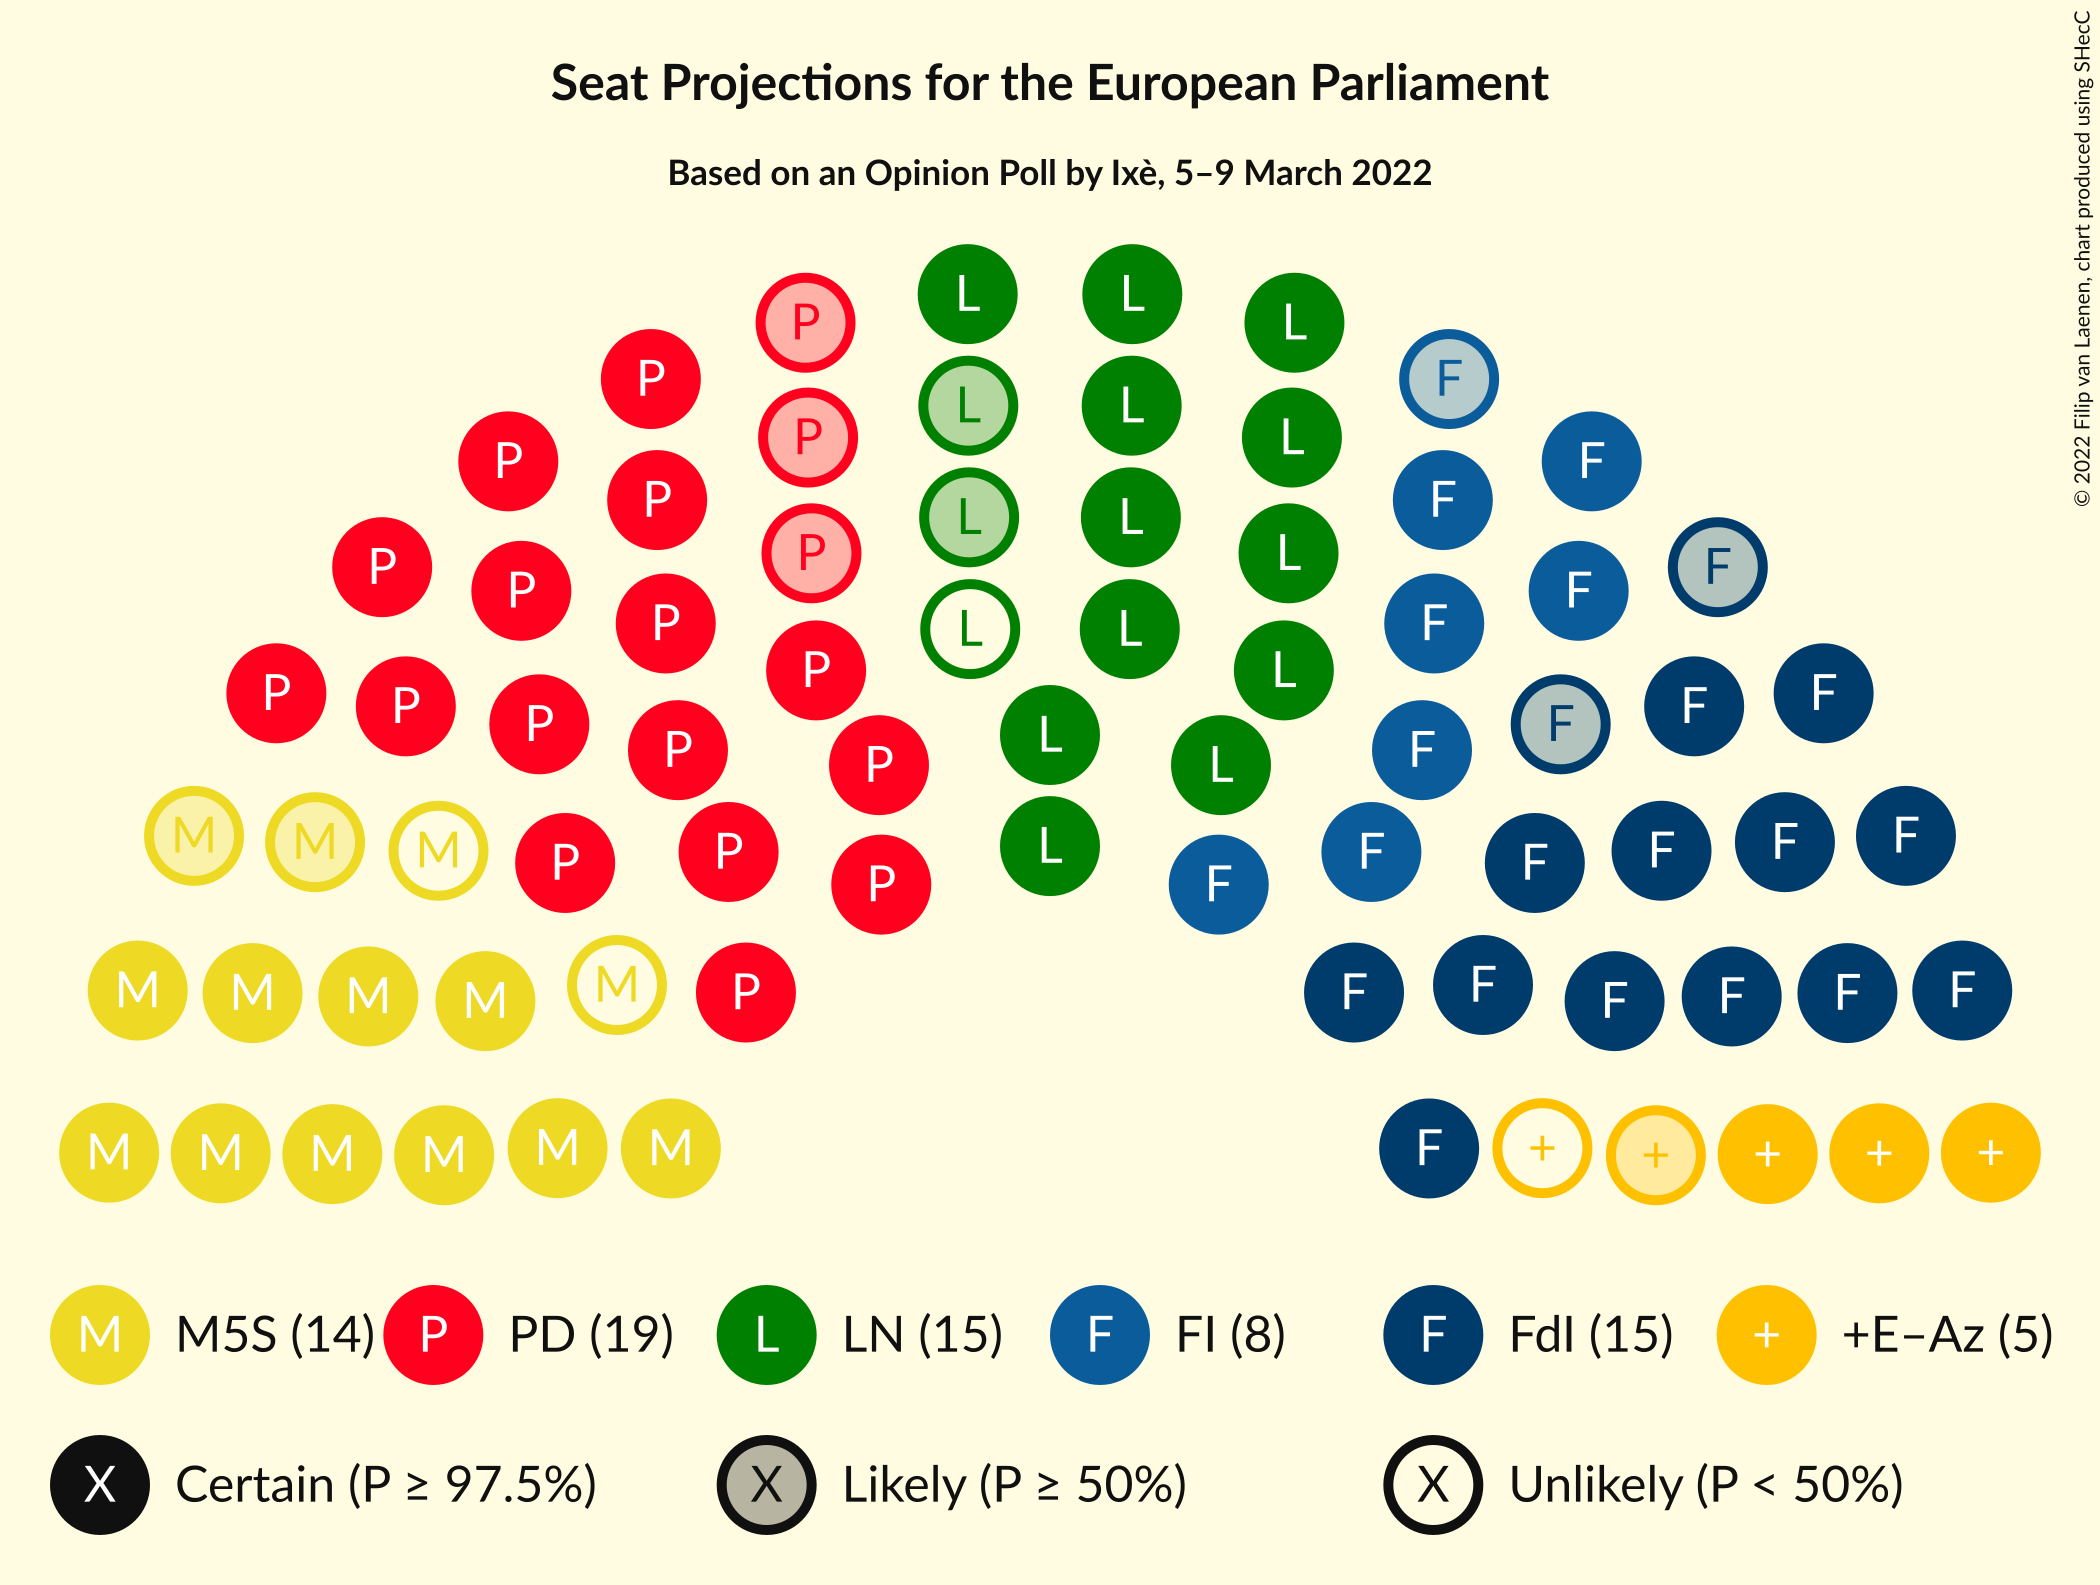 Seat Projections for the European Parliament
Based on an Opinion Poll by Ixè, 5–9 March 2022
© 2022 Filip van Laenen, chart produced using SHecC
L L
P L
P F
L L
P L
P F
P P F
L L
P L
P P F F
P L
P F
L L
P P L
P P F F F
P P F
L
P L
M M M P P L F F F F F
P F
M M M M M P F F F F F F
M M M M M M F + + + + +
M M5S (14) P PD (19) L LN (15) F FI (8) F FdI (15) + +E–Az (5)
X Certain (P ≥ 97.5%) X Likely (P ≥ 50%) X Unlikely (P < 50%)